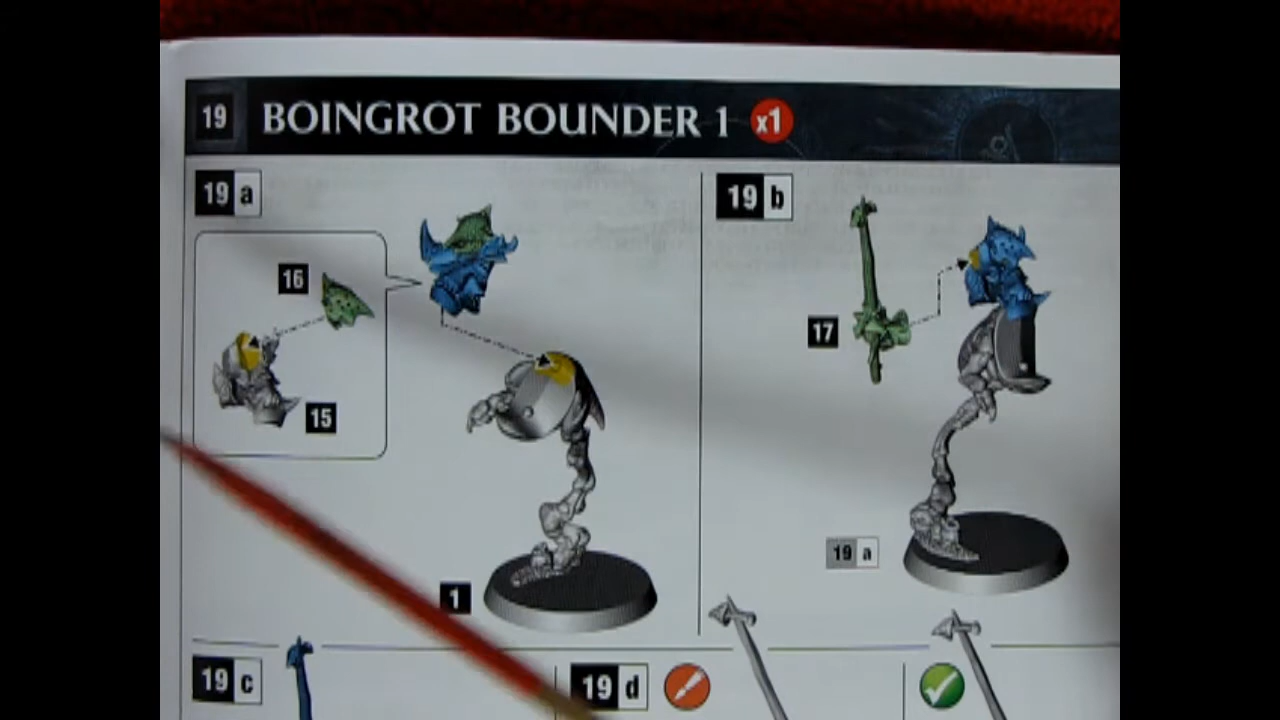 19 BOINGROT BOUNDER 1 x1
19 a
16
15
1
19 b
17
19 a
19 c
19 d